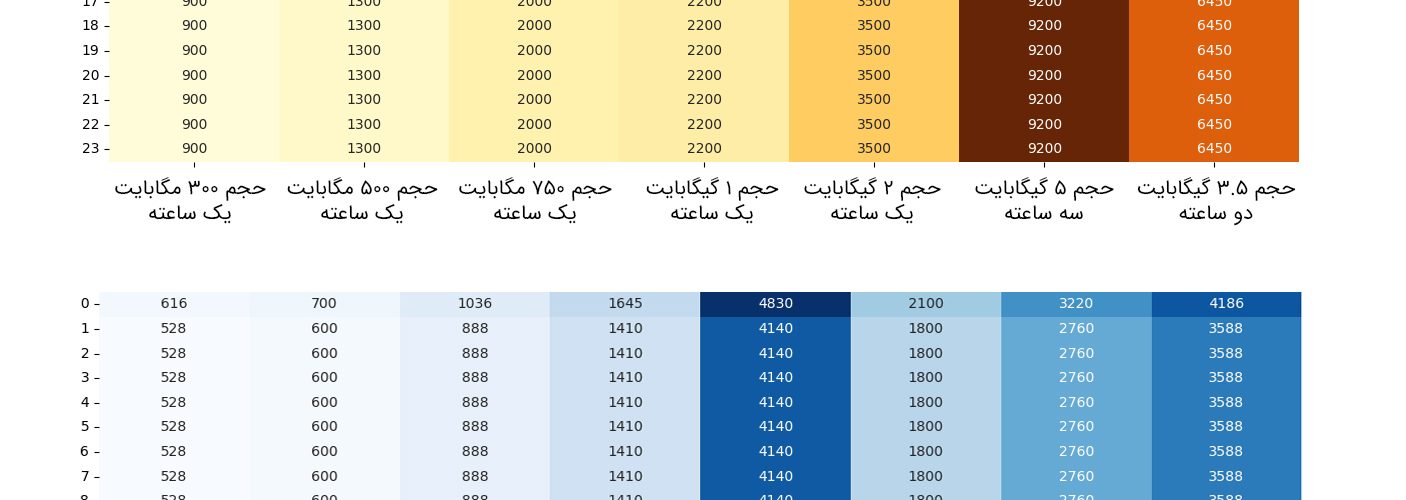 17 900 1300 2000 2200 3500 9200 6450
18 900 1300 2000 2200 3500 9200 6450
19 900 1300 2000 2200 3500 9200 6450
20 900 1300 2000 2200 3500 9200 6450
21 900 1300 2000 2200 3500 9200 6450
22 900 1300 2000 2200 3500 9200 6450
23 900 1300 2000 2200 3500 9200 6450
حجم ۳۰۰ مگابایت
یک ساعته
حجم ۵۰۰ مگابایت
یک ساعته
حجم ۷۵۰ مگابایت
یک ساعته
حجم ۱ گیگابایت
یک ساعته
حجم ۲ گیگابایت
یک ساعته
حجم ۵ گیگابایت
سه ساعته
حجم ۳.۵ گیگابایت
دو ساعته
0 616 700 1036 1645 4830 2100 3220 4186
1 528 600 888 1410 4140 1800 2760 3588
2 528 600 888 1410 4140 1800 2760 3588
3 528 600 888 1410 4140 1800 2760 3588
4 528 600 888 1410 4140 1800 2760 3588
5 528 600 888 1410 4140 1800 2760 3588
6 528 600 888 1410 4140 1800 2760 3588
7 528 600 888 1410 4140 1800 2760 3588
8 528 600 888 1410 4140 1800 2760 3588